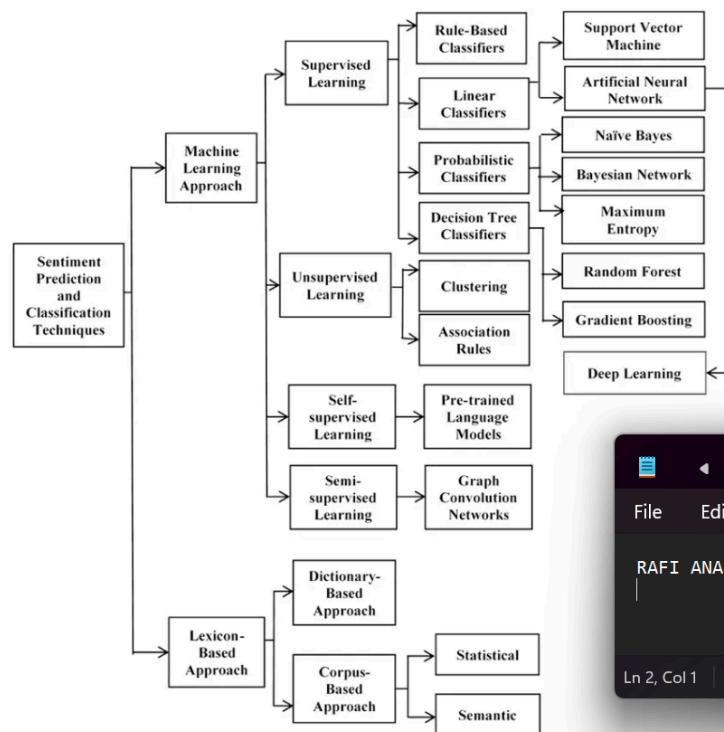 Rule-Based
Classifiers
Support Vector
Machine
Supervised
Learning
Linear
Classifiers
Artificial Neural
Network
Naïve Bayes
Machine
Learning
Approach
Probabilistic
Classifiers
Bayesian Network
Decision Tree
Classifiers
Maximum
Entropy
Sentiment
Prediction
and
Classification
Techniques
Unsupervised
Learning
Clustering
Random Forest
Association
Rules
Gradient Boosting
Deep Learning
Self-
supervised
Learning
Pre-trained
Language
Models
Semi-
supervised
Learning
Graph
Convolution
Networks
File Edi
RAFI ANA
Ln 2, Col 1
Dictionary-
Based
Approach
Lexicon-
Based
Approach
Corpus-
Based
Approach
Statistical
Semantic